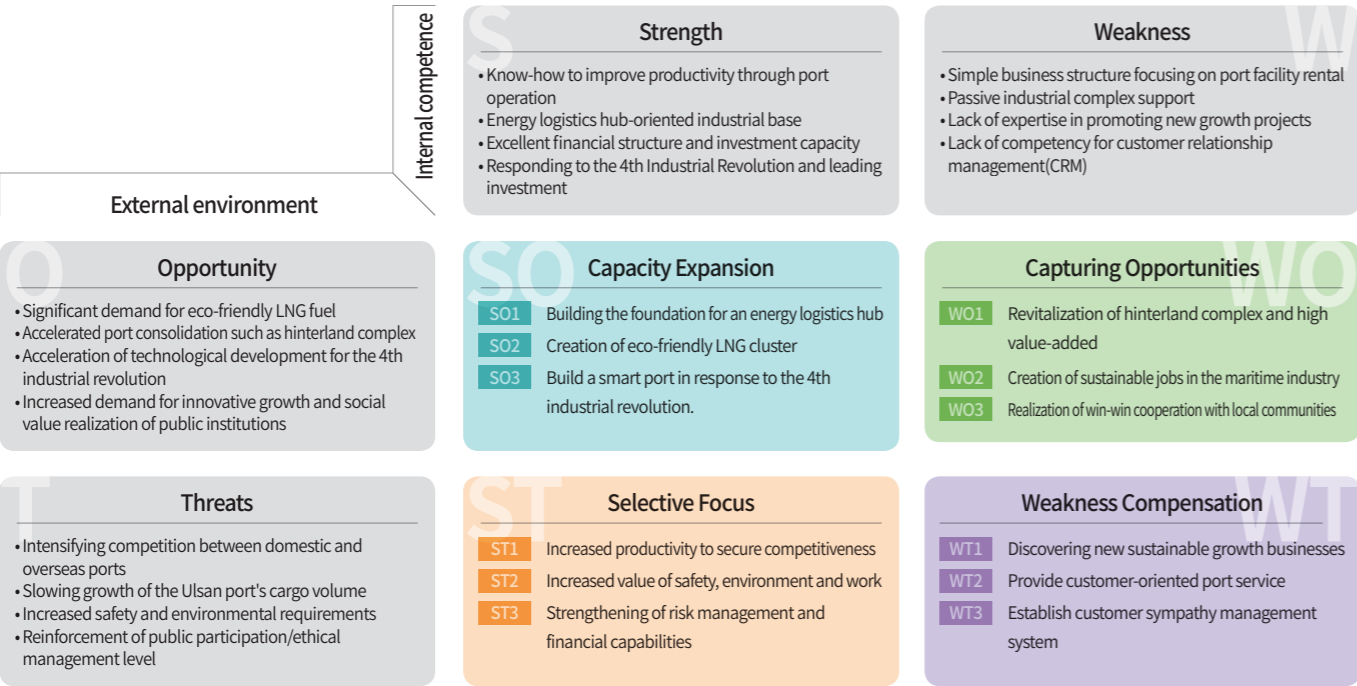 Internal competence
External environment
S
Strength
• Know-how to improve productivity through port
operation
• Energy logistics hub-oriented industrial base
• Excellent financial structure and investment capacity
• Responding to the 4th Industrial Revolution and leading
investment
W
Weakness
• Simple business structure focusing on port facility rental
• Passive industrial complex support
• Lack of expertise in promoting new growth projects
• Lack of competency for customer relationship
management(CRM)
O
Opportunity
• Significant demand for eco-friendly LNG fuel
• Accelerated port consolidation such as hinterland complex
• Acceleration of technological development for the 4th
industrial revolution
• Increased demand for innovative growth and social
value realization of public institutions
SO
Capacity Expansion
SO1 Building the foundation for an energy logistics hub
SO2 Creation of eco-friendly LNG cluster
SO3 Build a smart port in response to the 4th
industrial revolution.
WO
Capturing Opportunities
WO1 Revitalization of hinterland complex and high
value-added
WO2 Creation of sustainable jobs in the maritime industry
WO3 Realization of win-win cooperation with local communities
T
Threats
• Intensifying competition between domestic and
overseas ports
• Slowing growth of the Ulsan port's cargo volume
• Increased safety and environmental requirements
• Reinforcement of public participation/ethical
management level
ST
Selective Focus
ST1 Increased productivity to secure competitiveness
ST2 Increased value of safety, environment and work
ST3 Strengthening of risk management and
financial capabilities
WT
Weakness Compensation
WT1 Discovering new sustainable growth businesses
WT2 Provide customer-oriented port service
WT3 Establish customer sympathy management
system